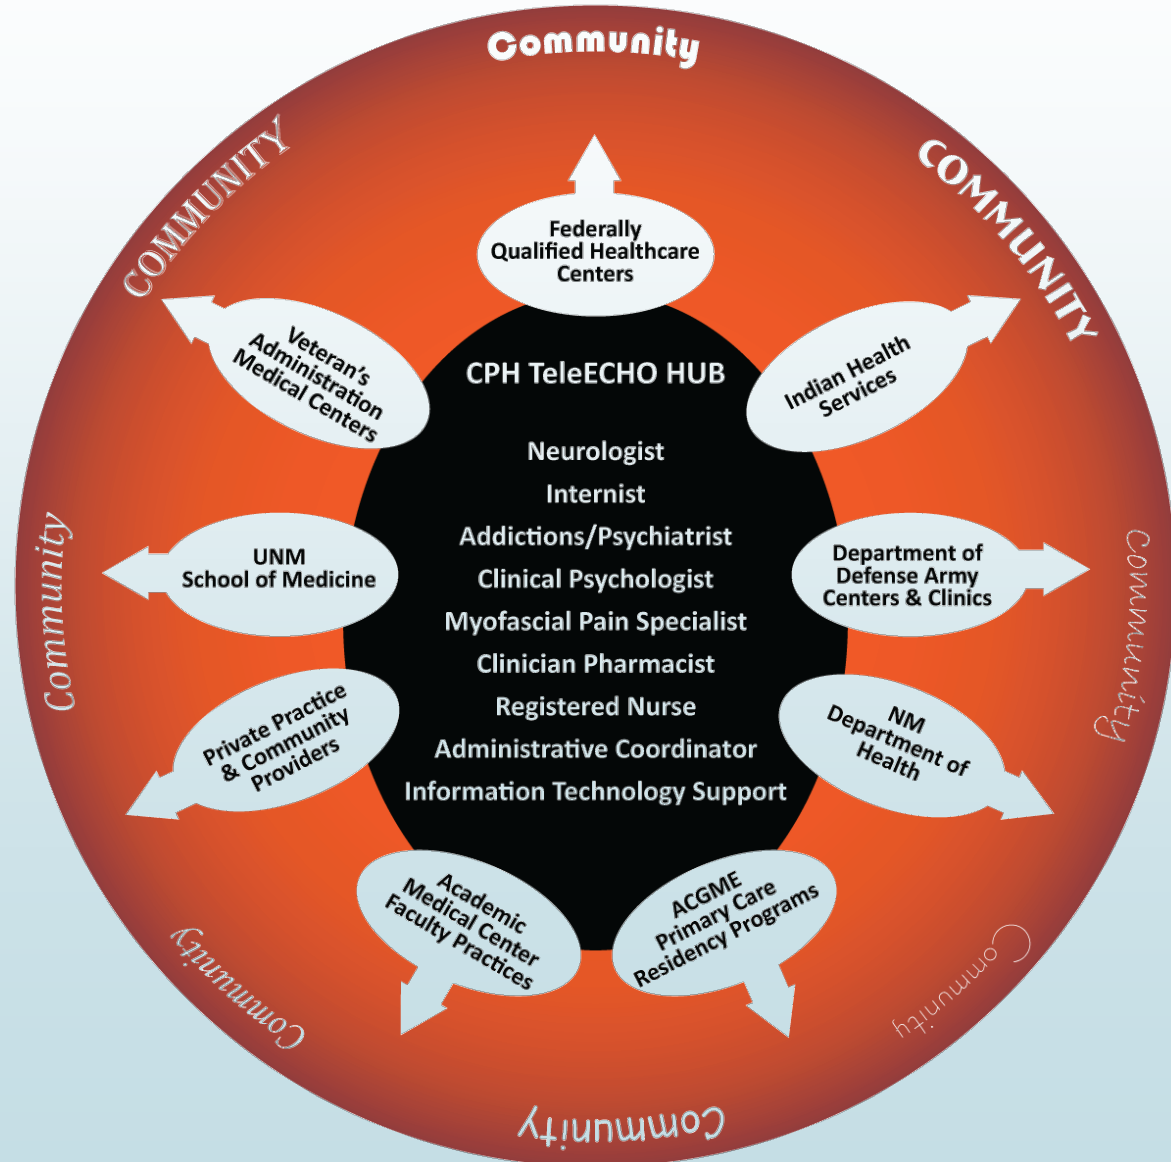 Community
COMMUNITY
COMMUNITY
Federally
Qualified Healthcare
Centers
Veteran's
Administration
Medical Centers
Indian Health
Services
CPH TeleECHO HUB
Neurologist
Internist
Addictions/Psychiatrist
Clinical Psychologist
Myofascial Pain Specialist
Clinician Pharmacist
Registered Nurse
Administrative Coordinator
Information Technology Support
UNM
School of Medicine
Department of
Defense Army
Centers & Clinics
Community
Community
Private Practice
& Community
Providers
NM
Department of
Health
Academic
Medical Center
Faculty Practices
ACGME
Primary Care
Residency Programs
Community
Community
Community